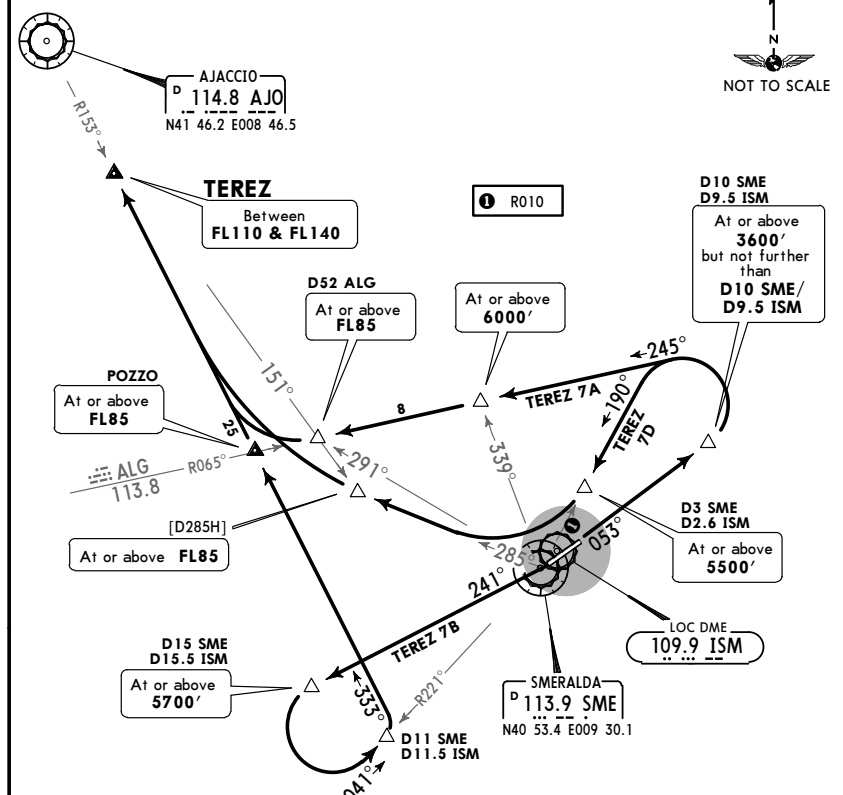 AJACCIO
D 114.8 AJO
N41 46.2 E008 46.5
N
NOT TO SCALE
R153°
TEREZ
Between
FL110 & FL140
❶ R010
D10 SME
D9.5 ISM
At or above
3600'
but not further
than
D10 SME/
D9.5 ISM
D52 ALG
At or above
FL85
At or above
6000'
245°
TEREZ 7A
190°
TEREZ
7D
8
151°
POZZO
At or above
FL85
25
339°
ALG
113.8
R065°
291°
[D285H]
At or above FL85
D3 SME
D2.6 ISM
At or above
5500'
❶
053°
285°
241°
TEREZ 7B
LOC DME
109.9 ISM
D15 SME
D15.5 ISM
At or above
5700'
333°
R221°
SMERALDA
D 113.9 SME
N40 53.4 E009 30.1
D11 SME
D11.5 ISM
041°